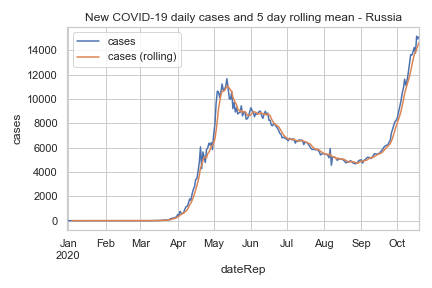 New COVID-19 daily cases and 5 day rolling mean - Russia
cases
cases (rolling)
14000
12000
10000
8000
6000
4000
2000
0
cases
Jan Feb Mar Apr May Jun Jul Aug Sep Oct
2020
dateRep